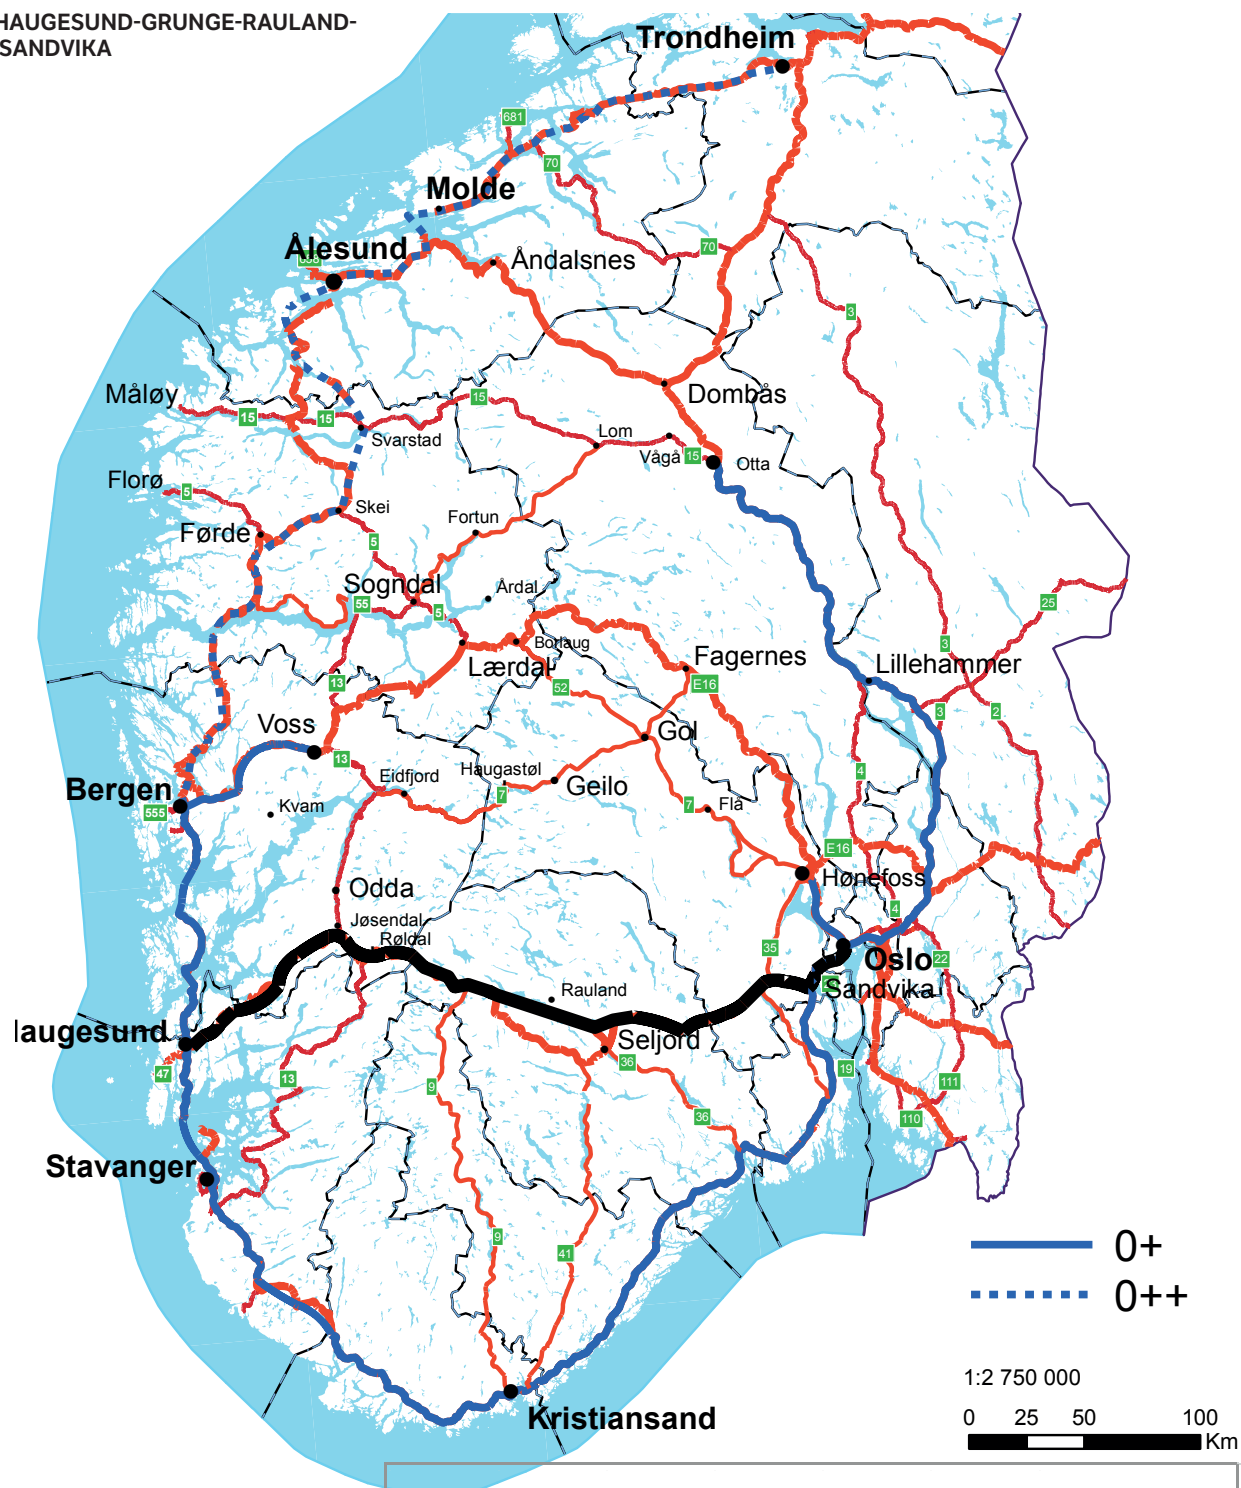 HAUGESUND-GRUNGE-RAULAND-
SANDVIKA
Trondheim
681
70
Molde
Ålesund
Åndalsnes
70
3
Måløy
15
15
15
Dombås
Svarstad
Lom
Vågå
15
Otta
Florø
5
Skei
Førde
Fortun
5
Sogndal
Årdal
55
5
25
3
Borlaug
Lærdal
Fagernes
Lillehammer
13
52
E16
3
2
Voss
Gol
13
Haugastøl
4
Eidfjord
Geilo
Bergen
7
Kvam
7
Flå
555
E16
Hønefoss
Odda
4
Jøsendal
Røldal
35
Oslo
22
Rauland
Sandvika
laugesund
Seljord
36
47
13
9
19
111
36
110
Stavanger
9
41
0+
0++
1:2 750 000
0 25 50 100
Km
Kristiansand